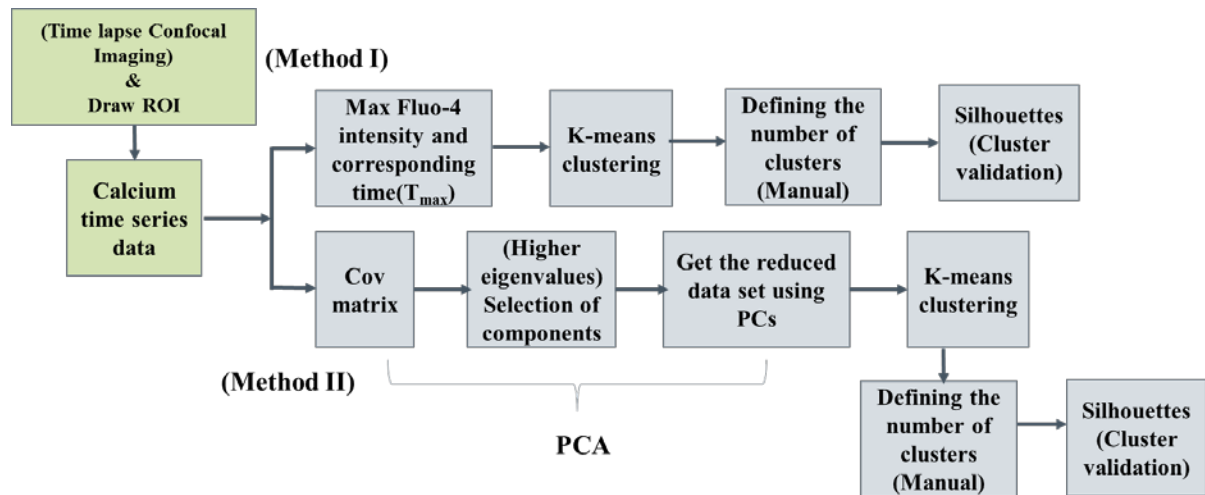 (Time lapse Confocal
Imaging)
&
Draw ROI
(Method I)
Calcium
time series
data
Max Fluo-4
intensity and
corresponding
time(Tmax)
K-means
clustering
Defining the
number of
clusters
(Manual)
Silhouettes
(Cluster
validation)
Cov
matrix
(Higher
eigenvalues)
Selection of
components
Get the reduced
data set using
PCs
K-means
clustering
(Method II)
PCA
Defining the
number of
clusters
(Manual)
Silhouettes
(Cluster
validation)